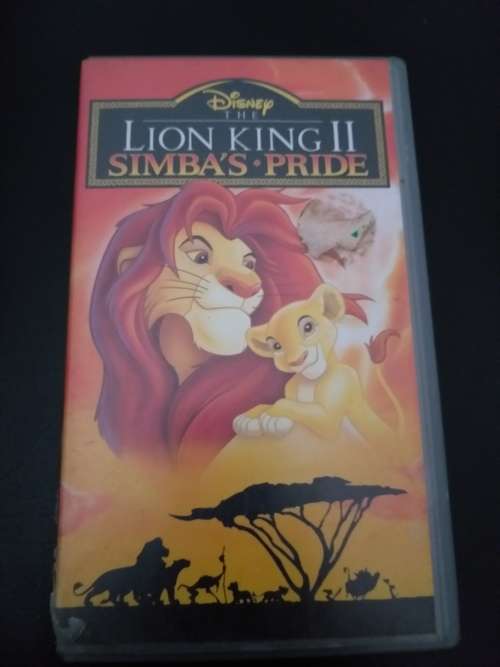 Disney
THE
LION KING II
SIMBA'S • PRIDE